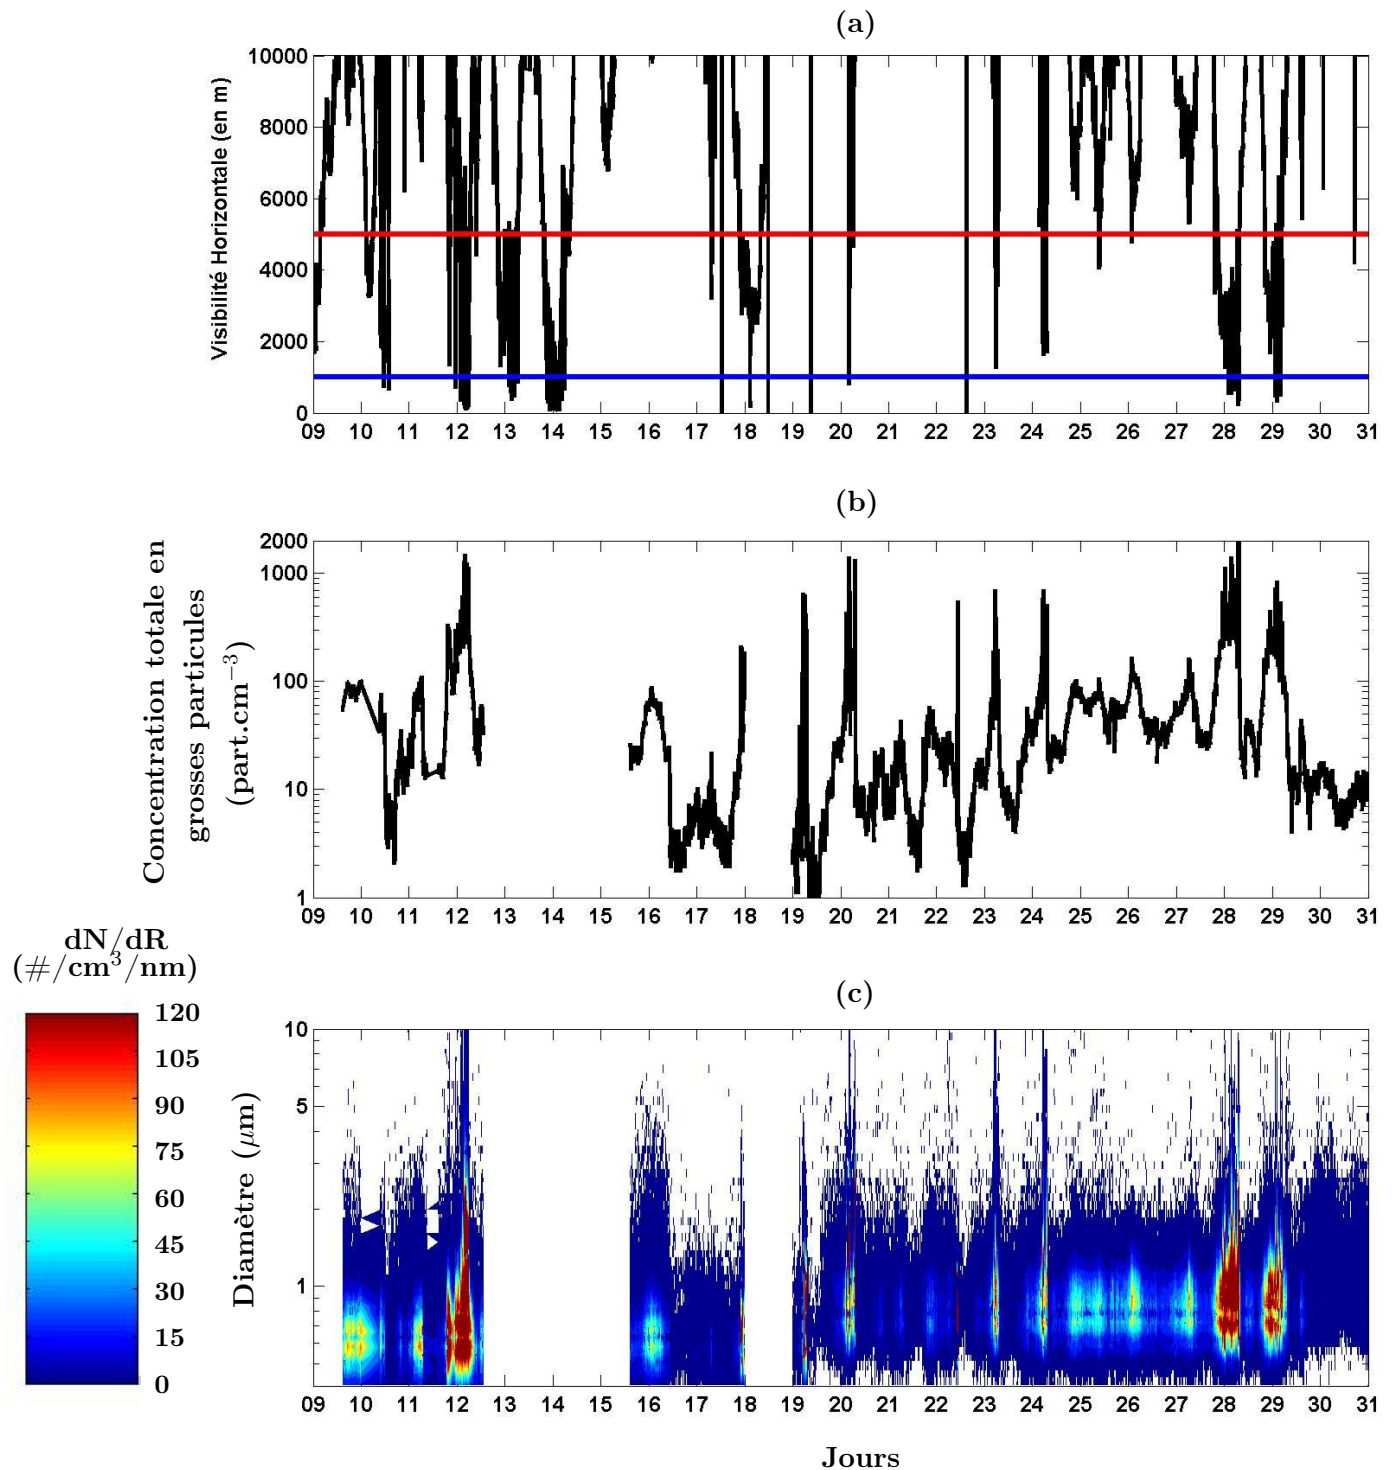 (a)
Visibilité Horizontale (en m)
10000
8000
6000
4000
2000
0
09 10 11 12 13 14 15 16 17 18 19 20 21 22 23 24 25 26 27 28 29 30 31
(b)
Concentration totale en
grosses particules
(part.cm⁻³)
2000
1000
100
10
1
09 10 11 12 13 14 15 16 17 18 19 20 21 22 23 24 25 26 27 28 29 30 31
dN/dR
(#/cm³/nm)
120
105
90
75
60
45
30
15
0
(c)
Diamètre (μm)
10
5
1
09 10 11 12 13 14 15 16 17 18 19 20 21 22 23 24 25 26 27 28 29 30 31
Jours